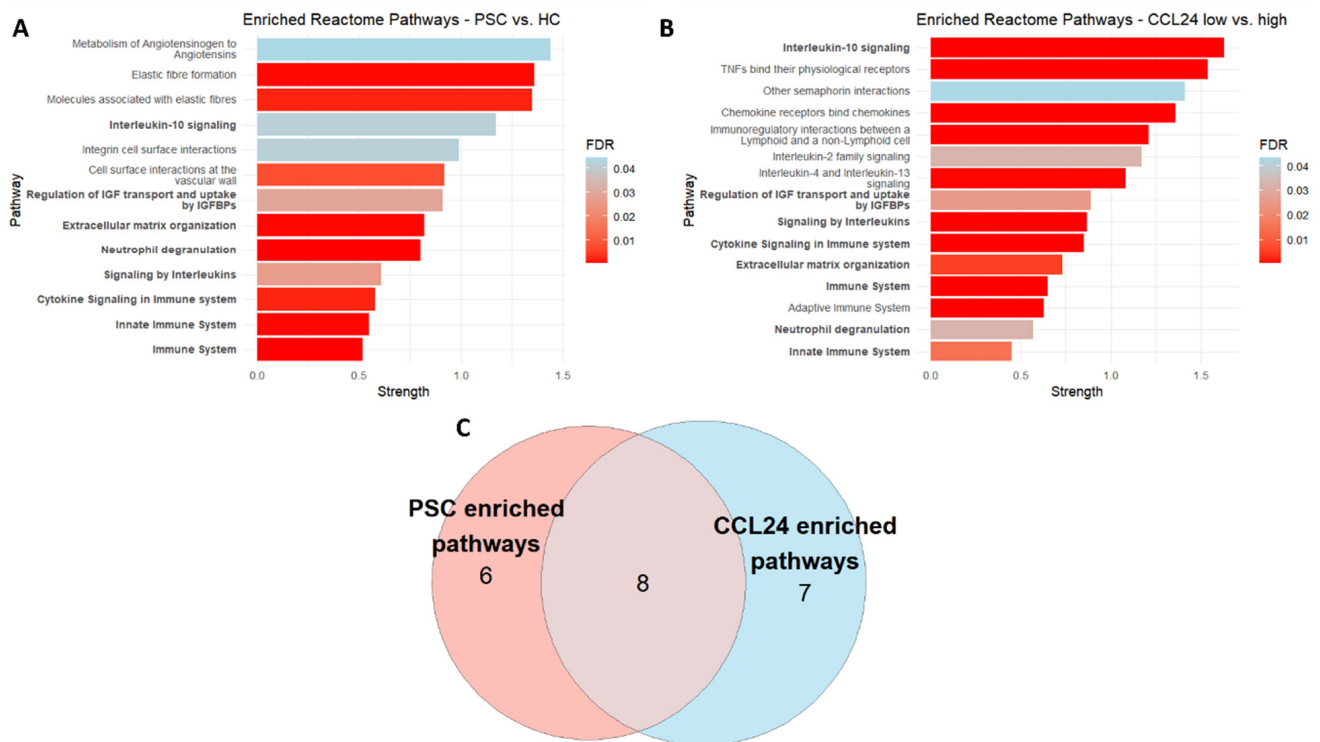 A
Enriched Reactome Pathways - PSC vs. HC
Pathway
Metabolism of Angiotensinogen to
Angiotensins
Elastic fibre formation
Molecules associated with elastic fibres
Interleukin-10 signaling
Integrin cell surface interactions
Cell surface interactions at the
vascular wall
Regulation of IGF transport and uptake
by IGFBPs
Extracellular matrix organization
Neutrophil degranulation
Signaling by Interleukins
Cytokine Signaling in Immune system
Innate Immune System
Immune System
0.0 0.5 1.0 1.5
Strength
FDR
0.04
0.03
0.02
0.01
B
Enriched Reactome Pathways - CCL24 low vs. high
Pathway
Interleukin-10 signaling
TNFs bind their physiological receptors
Other semaphorin interactions
Chemokine receptors bind chemokines
Immunoregulatory interactions between a
Lymphoid and a non-Lymphoid cell
Interleukin-2 family signaling
Interleukin-4 and Interleukin-13
signaling
Regulation of IGF transport and uptake
by IGFBPs
Signaling by Interleukins
Cytokine Signaling in Immune system
Extracellular matrix organization
Immune System
Adaptive Immune System
Neutrophil degranulation
Innate Immune System
0.0 0.5 1.0 1.5
Strength
FDR
0.04
0.03
0.02
0.01
C
PSC enriched
pathways
6
8
CCL24 enriched
pathways
7